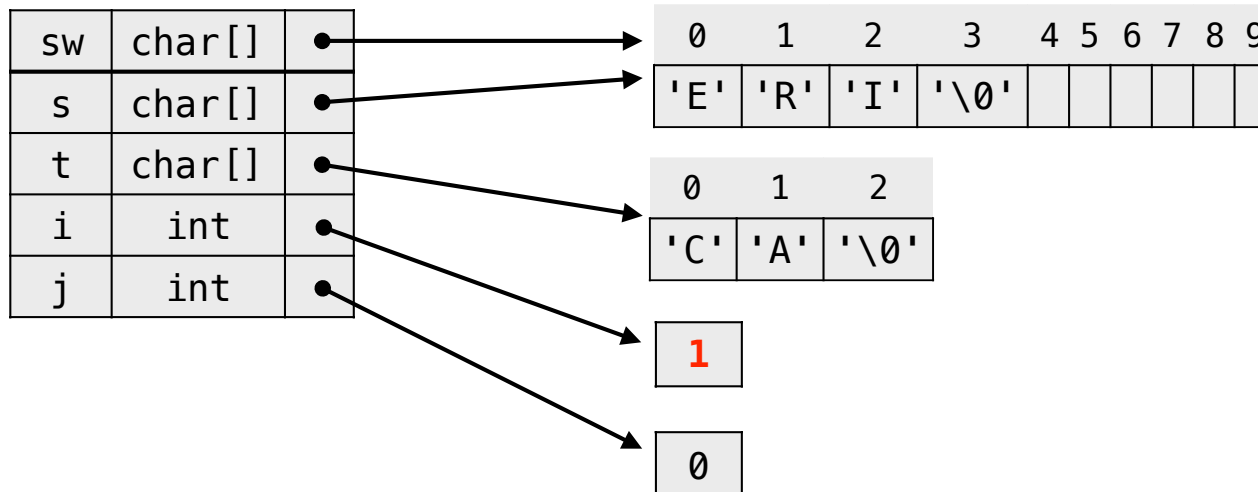 sw char[]
s char[]
t char[]
i int
j int
0 1 2 3 4 5 6 7 8 9
'E' 'R' 'I' '\0'
0 1 2
'C' 'A' '\0'
1
0